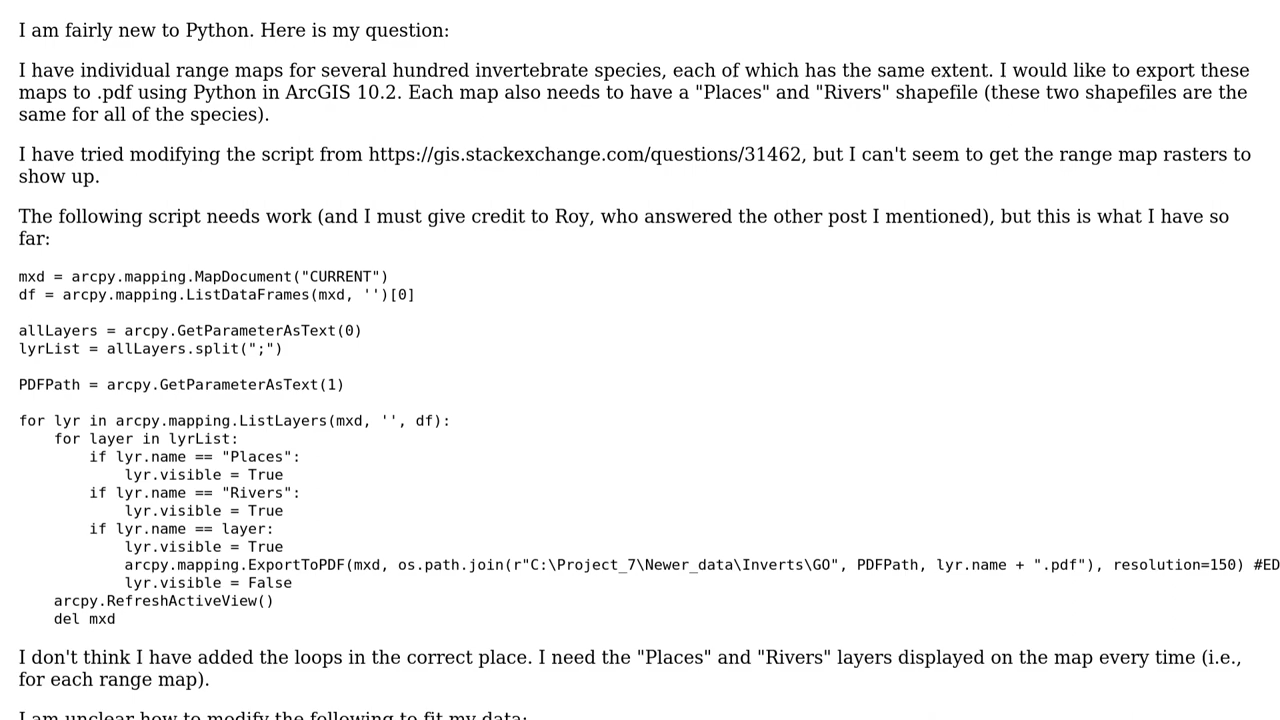 I am fairly new to Python. Here is my question:
I have individual range maps for several hundred invertebrate species, each of which has the same extent. I would like to export these
maps to .pdf using Python in ArcGIS 10.2. Each map also needs to have a "Places" and "Rivers" shapefile (these two shapefiles are the
same for all of the species).
I have tried modifying the script from https://gis.stackexchange.com/questions/31462, but I can't seem to get the range map rasters to
show up.
The following script needs work (and I must give credit to Roy, who answered the other post I mentioned), but this is what I have so
far:
mxd = arcpy.mapping.MapDocument("CURRENT")
df = arcpy.mapping.ListDataFrames(mxd, '')[0]
allLayers = arcpy.GetParameterAsText(0)
lyrList = allLayers.split(";")
PDFPath = arcpy.GetParameterAsText(1)
for lyr in arcpy.mapping.ListLayers(mxd, '', df):
    for layer in lyrList:
        if lyr.name == "Places":
            lyr.visible = True
        if lyr.name == "Rivers":
            lyr.visible = True
        if lyr.name == layer:
            lyr.visible = True
            arcpy.mapping.ExportToPDF(mxd, os.path.join(r"C:\Project_7\Newer_data\Inverts\GO", PDFPath, lyr.name + ".pdf"), resolution=150) #ED
            lyr.visible = False
    arcpy.RefreshActiveView()
    del mxd
I don't think I have added the loops in the correct place. I need the "Places" and "Rivers" layers displayed on the map every time (i.e.,
for each range map).
I am unclear how to modify the following to fit my data: